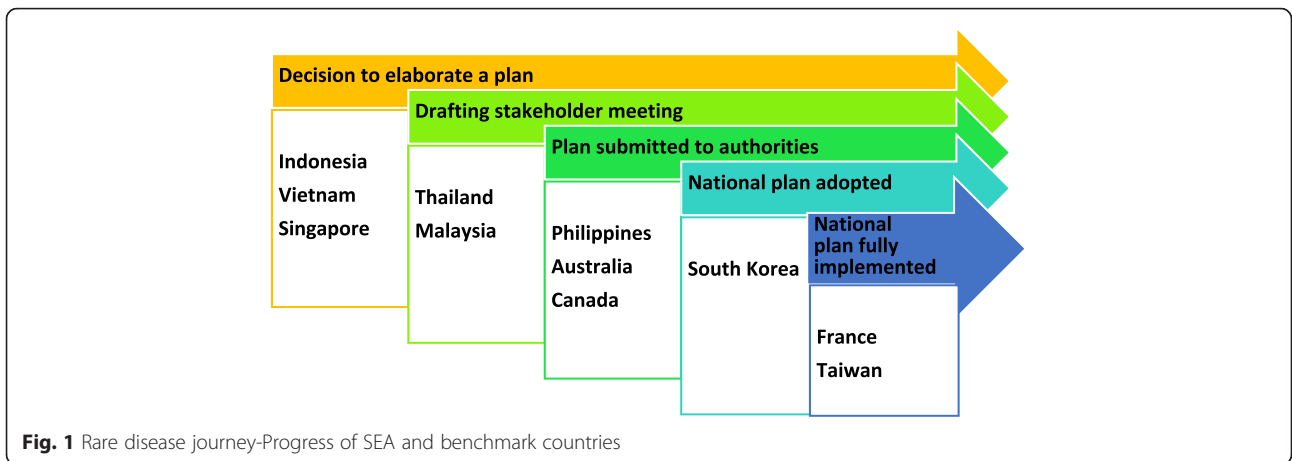 Decision to elaborate a plan
Indonesia
Vietnam
Singapore
Drafting stakeholder meeting
Thailand
Malaysia
Plan submitted to authorities
Philippines
Australia
Canada
National plan adopted
South Korea
National
plan fully
implemented
France
Taiwan
Fig. 1 Rare disease journey-Progress of SEA and benchmark countries